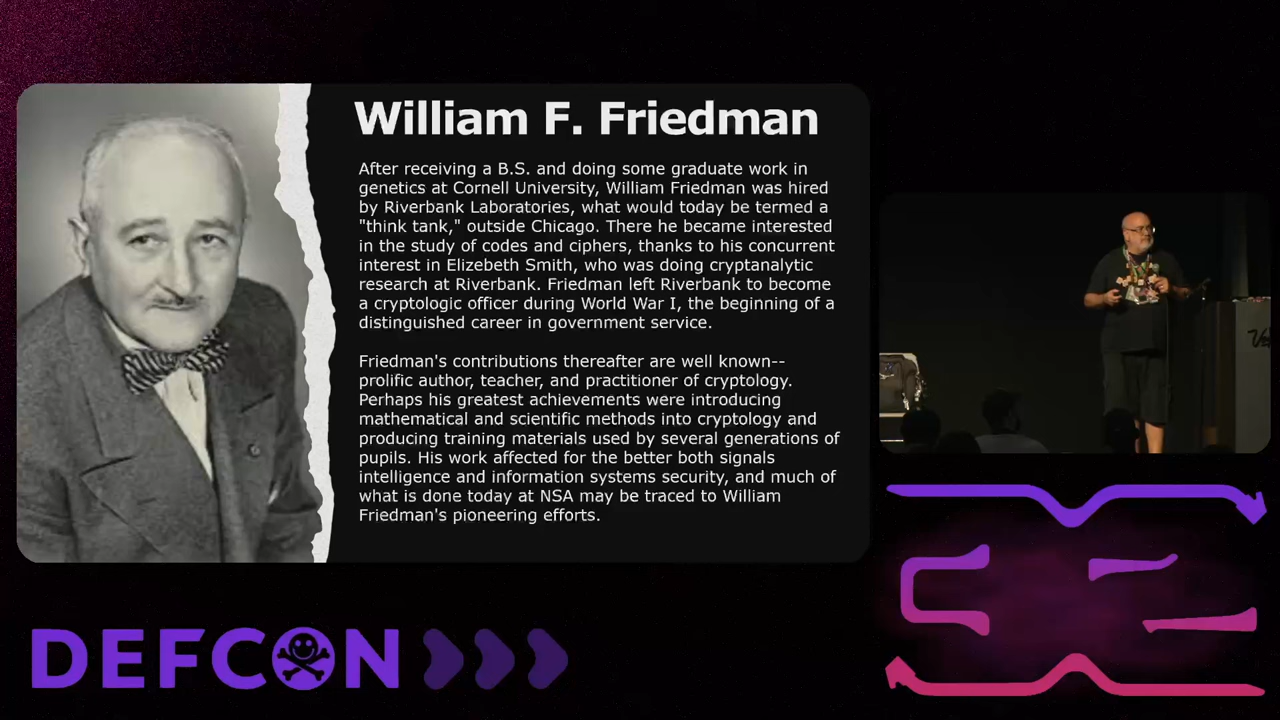 William F. Friedman
After receiving a B.S. and doing some graduate work in
genetics at Cornell University, William Friedman was hired
by Riverbank Laboratories, what would today be termed a
"think tank," outside Chicago. There he became interested
in the study of codes and ciphers, thanks to his concurrent
interest in Elizebeth Smith, who was doing cryptanalytic
research at Riverbank. Friedman left Riverbank to become
a cryptologic officer during World War I, the beginning of a
distinguished career in government service.
Friedman's contributions thereafter are well known--
prolific author, teacher, and practitioner of cryptology.
Perhaps his greatest achievements were introducing
mathematical and scientific methods into cryptology and
producing training materials used by several generations of
pupils. His work affected for the better both signals
intelligence and information systems security, and much of
what is done today at NSA may be traced to William
Friedman's pioneering efforts.
DEFCON